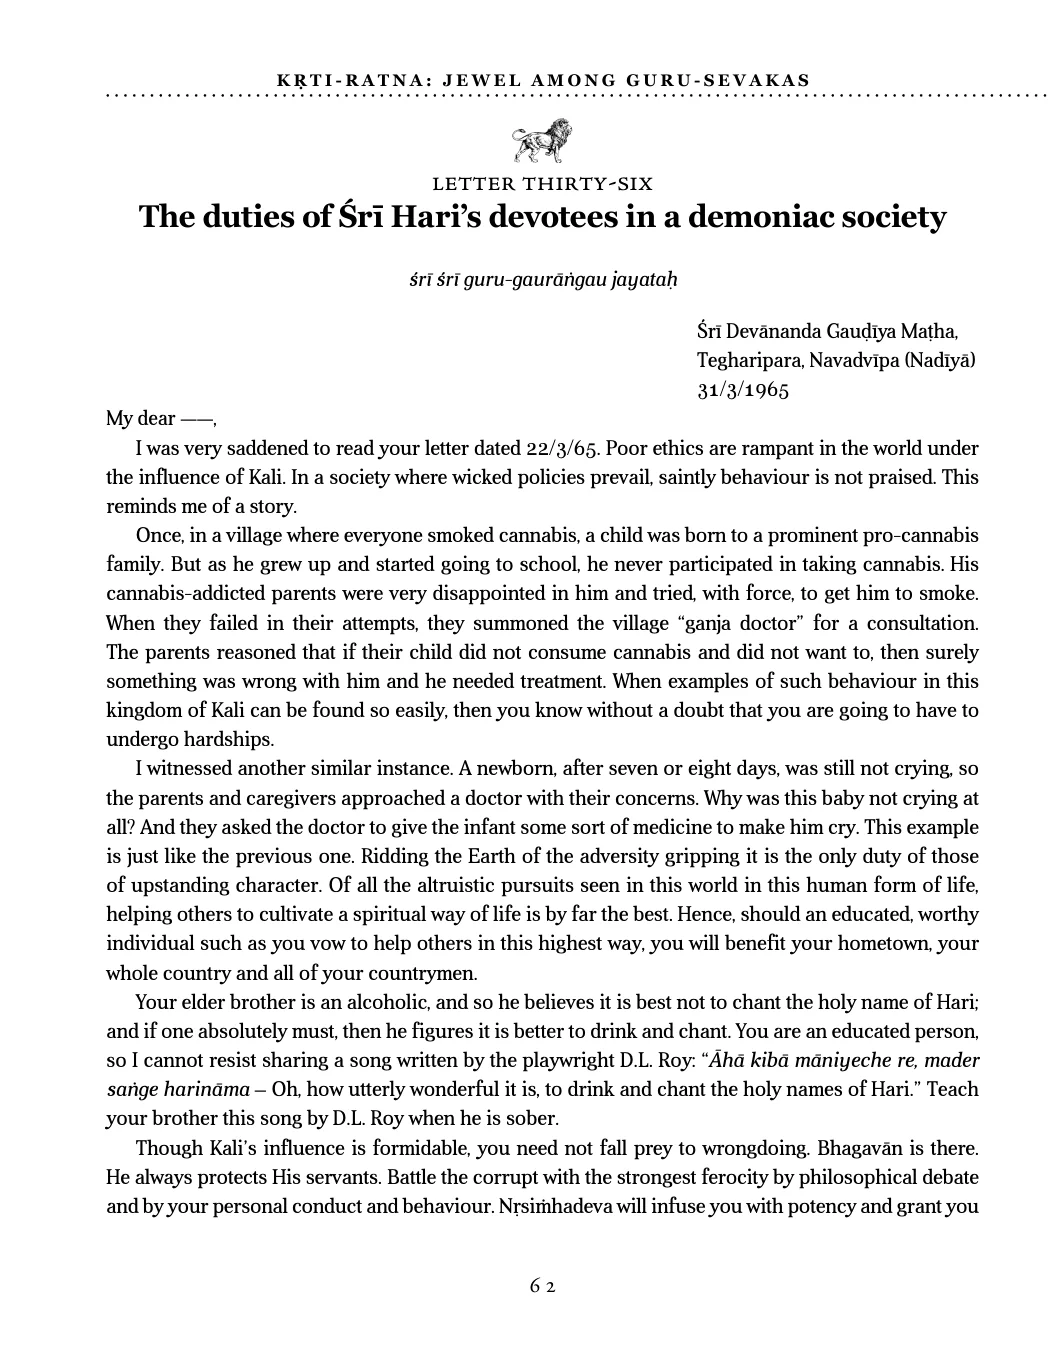 KṚTI-RATNA: JEWEL AMONG GURU-SEVAKAS
LETTER THIRTY-SIX
The duties of Śrī Hari’s devotees in a demoniac society
śrī śrī guru-gaurāṅgau jayataḥ
Śrī Devānanda Gauḍīya Maṭha,
Tegharipara, Navadvīpa (Nadīyā)
31/3/1965
My dear ——,
I was very saddened to read your letter dated 22/3/65. Poor ethics are rampant in the world under
the influence of Kali. In a society where wicked policies prevail, saintly behaviour is not praised. This
reminds me of a story.
Once, in a village where everyone smoked cannabis, a child was born to a prominent pro-cannabis
family. But as he grew up and started going to school, he never participated in taking cannabis. His
cannabis-addicted parents were very disappointed in him and tried, with force, to get him to smoke.
When they failed in their attempts, they summoned the village “ganja doctor” for a consultation.
The parents reasoned that if their child did not consume cannabis and did not want to, then surely
something was wrong with him and he needed treatment. When examples of such behaviour in this
kingdom of Kali can be found so easily, then you know without a doubt that you are going to have to
undergo hardships.
I witnessed another similar instance. A newborn, after seven or eight days, was still not crying, so
the parents and caregivers approached a doctor with their concerns. Why was this baby not crying at
all? And they asked the doctor to give the infant some sort of medicine to make him cry. This example
is just like the previous one. Ridding the Earth of the adversity gripping it is the only duty of those
of upstanding character. Of all the altruistic pursuits seen in this world in this human form of life,
helping others to cultivate a spiritual way of life is by far the best. Hence, should an educated, worthy
individual such as you vow to help others in this highest way, you will benefit your hometown, your
whole country and all of your countrymen.
Your elder brother is an alcoholic, and so he believes it is best not to chant the holy name of Hari;
and if one absolutely must, then he figures it is better to drink and chant. You are an educated person,
so I cannot resist sharing a song written by the playwright D.L. Roy: “Āhā kibā māniyeche re, mader
saṅge harināma – Oh, how utterly wonderful it is, to drink and chant the holy names of Hari.” Teach
your brother this song by D.L. Roy when he is sober.
Though Kali’s influence is formidable, you need not fall prey to wrongdoing. Bhagavān is there.
He always protects His servants. Battle the corrupt with the strongest ferocity by philosophical debate
and by your personal conduct and behaviour. Nṛsiṁhadeva will infuse you with potency and grant you
62